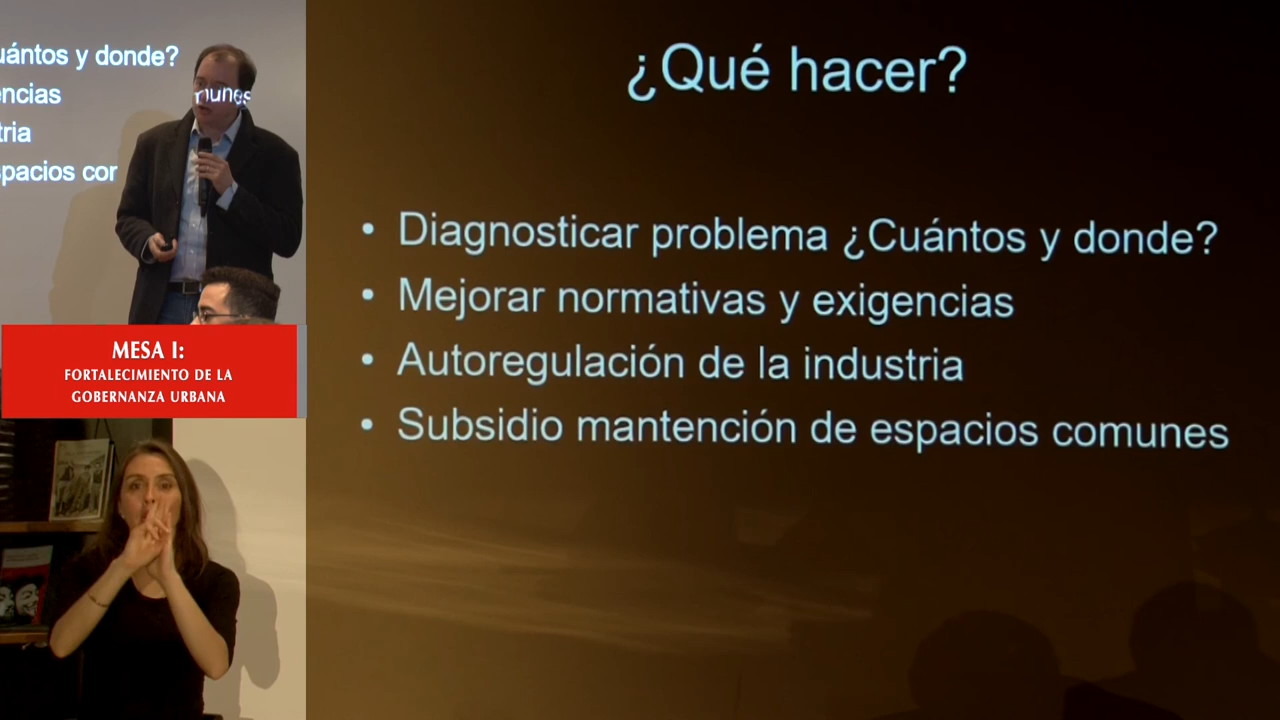 uántos y donde?
encias
tria
spacios cor
munes
MESA I:
FORTALECIMIENTO DE LA
GOBERNANZA URBANA
¿Qué hacer?
• Diagnosticar problema ¿Cuántos y donde?
• Mejorar normativas y exigencias
• Autoregulación de la industria
• Subsidio mantención de espacios comunes